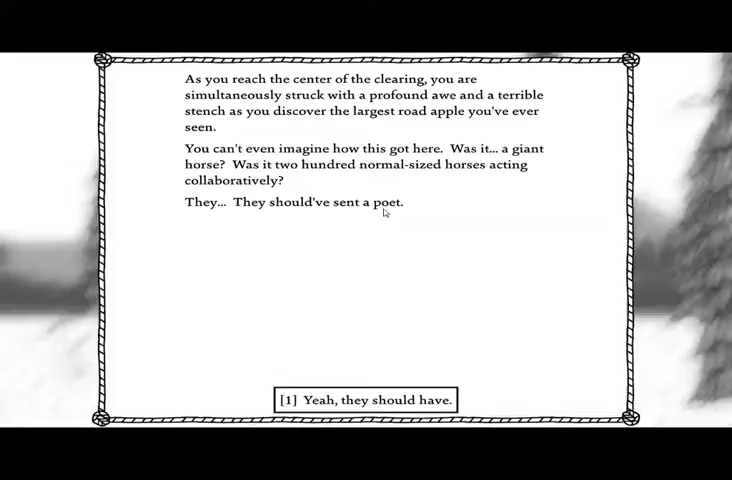 As you reach the center of the clearing, you are
simultaneously struck with a profound awe and a terrible
stench as you discover the largest road apple you've ever
seen.
You can't even imagine how this got here. Was it... a giant
horse? Was it two hundred normal-sized horses acting
collaboratively?
They... They should've sent a poet.
[1] Yeah, they should have.